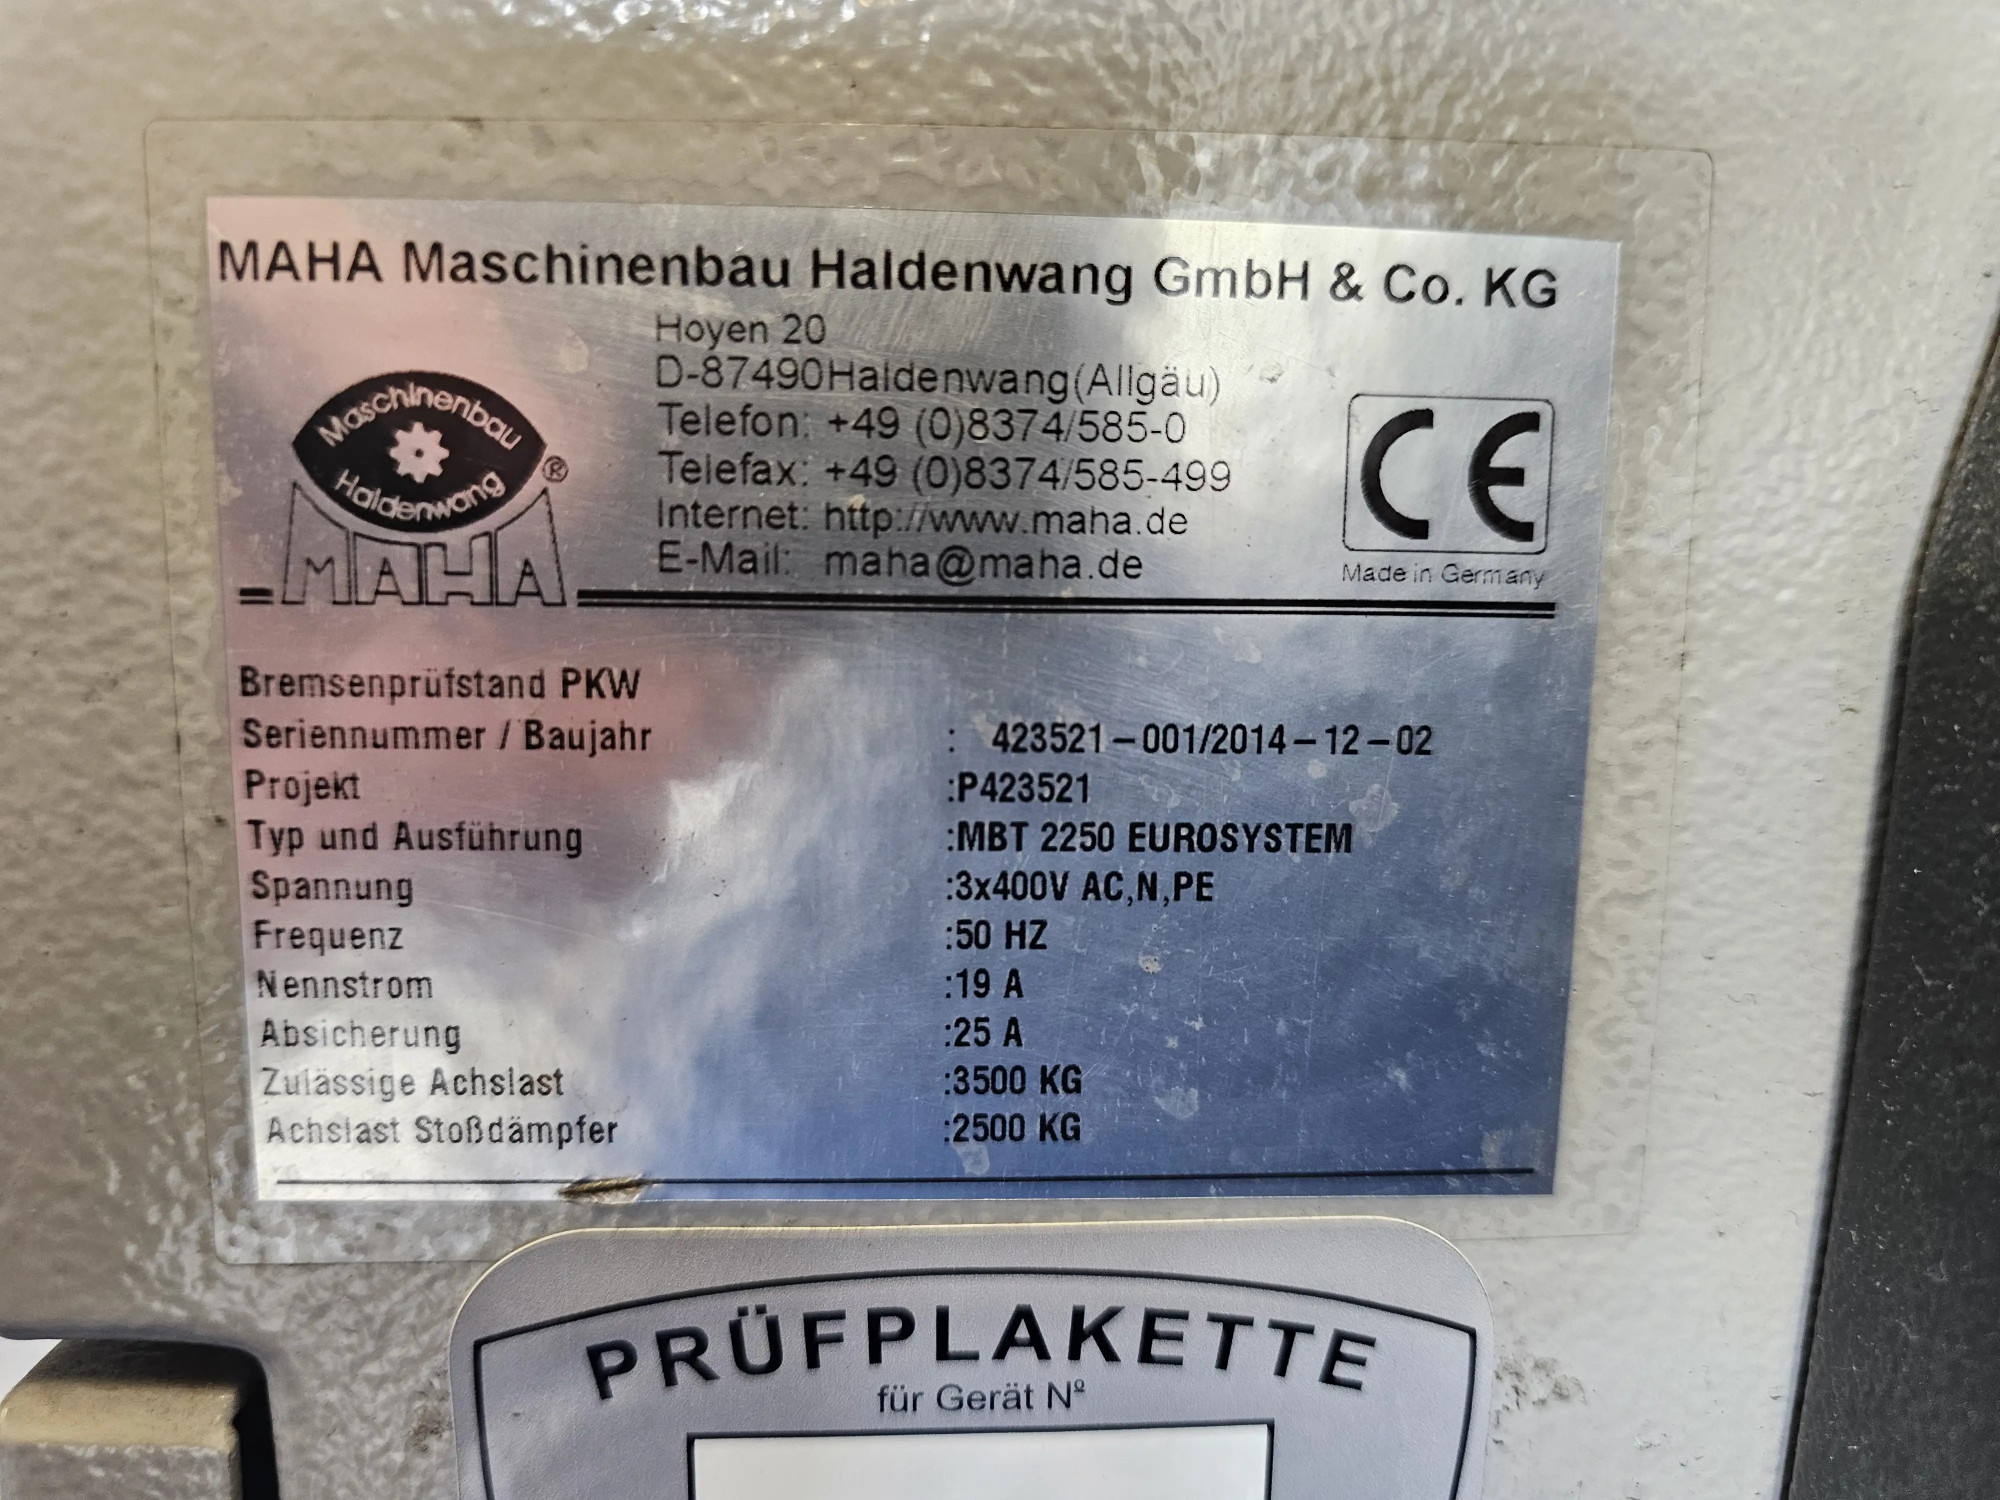 MAHA Maschinenbau Haldenwang GmbH & Co. KG
Hoyen 20
D-87490Haldenwang(Allgäu)
Telefon: +49 (0)8374/585-0
Telefax: +49 (0)8374/585-499
Internet: http://www.maha.de
E-Mail: maha@maha.de
Maschinenbau
Haldenwang
®
MAHA
CE
Made in Germany
Bremsenprüfstand PKW
Seriennummer / Baujahr : 423521-001/2014-12-02
Projekt :P423521
Typ und Ausführung :MBT 2250 EUROSYSTEM
Spannung :3x400V AC,N,PE
Frequenz :50 HZ
Nennstrom :19 A
Absicherung :25 A
Zulässige Achslast :3500 KG
Achslast Stoßdämpfer :2500 KG
PRÜFPLAKETTE
für Gerät Nº